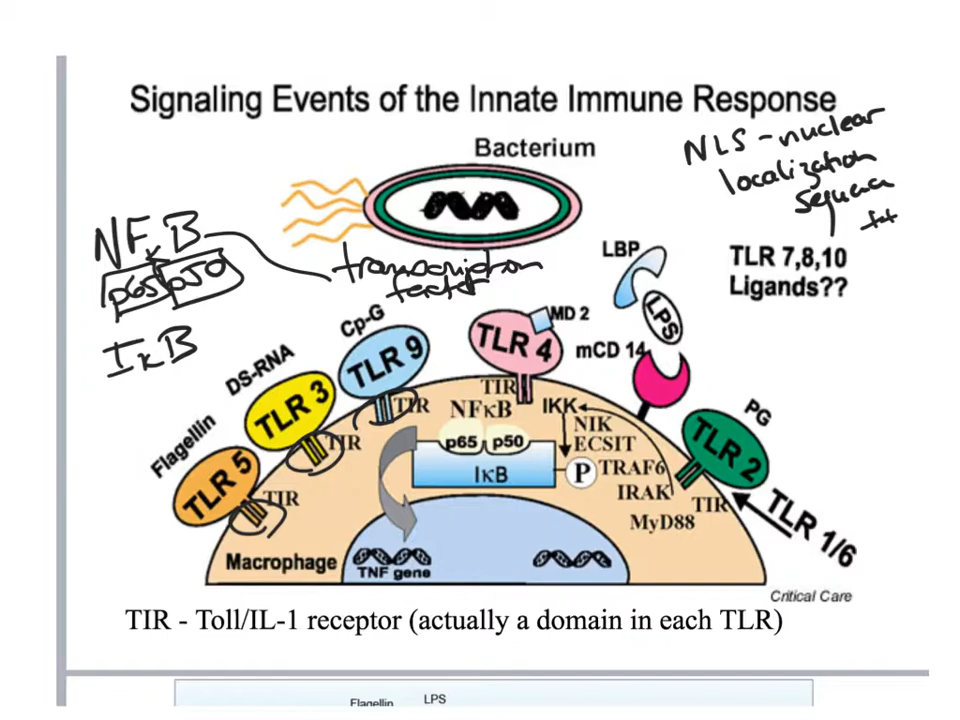 Signaling Events of the Innate Immune Response
NLS - nuclear
localization
sequence
Bacterium
NFκB
p65 p50
transcription
factor
IκB
LBP
TLR 7,8,10
Ligands??
LPS
MD 2
mCD 14
Cp-G
TLR 9
TLR 4
DS-RNA
TLR 3
Flagellin
TLR 5
TIR
TIR
TIR
TIR
NFκB
IKK
p65 p50
IκB
P
NIK
ECSIT
TRAF6
IRAK
MyD88
TIR
PG
TLR 2
TLR 1/6
Macrophage
TNF gene
Critical Care
TIR - Toll/IL-1 receptor (actually a domain in each TLR)
Flagellin LPS